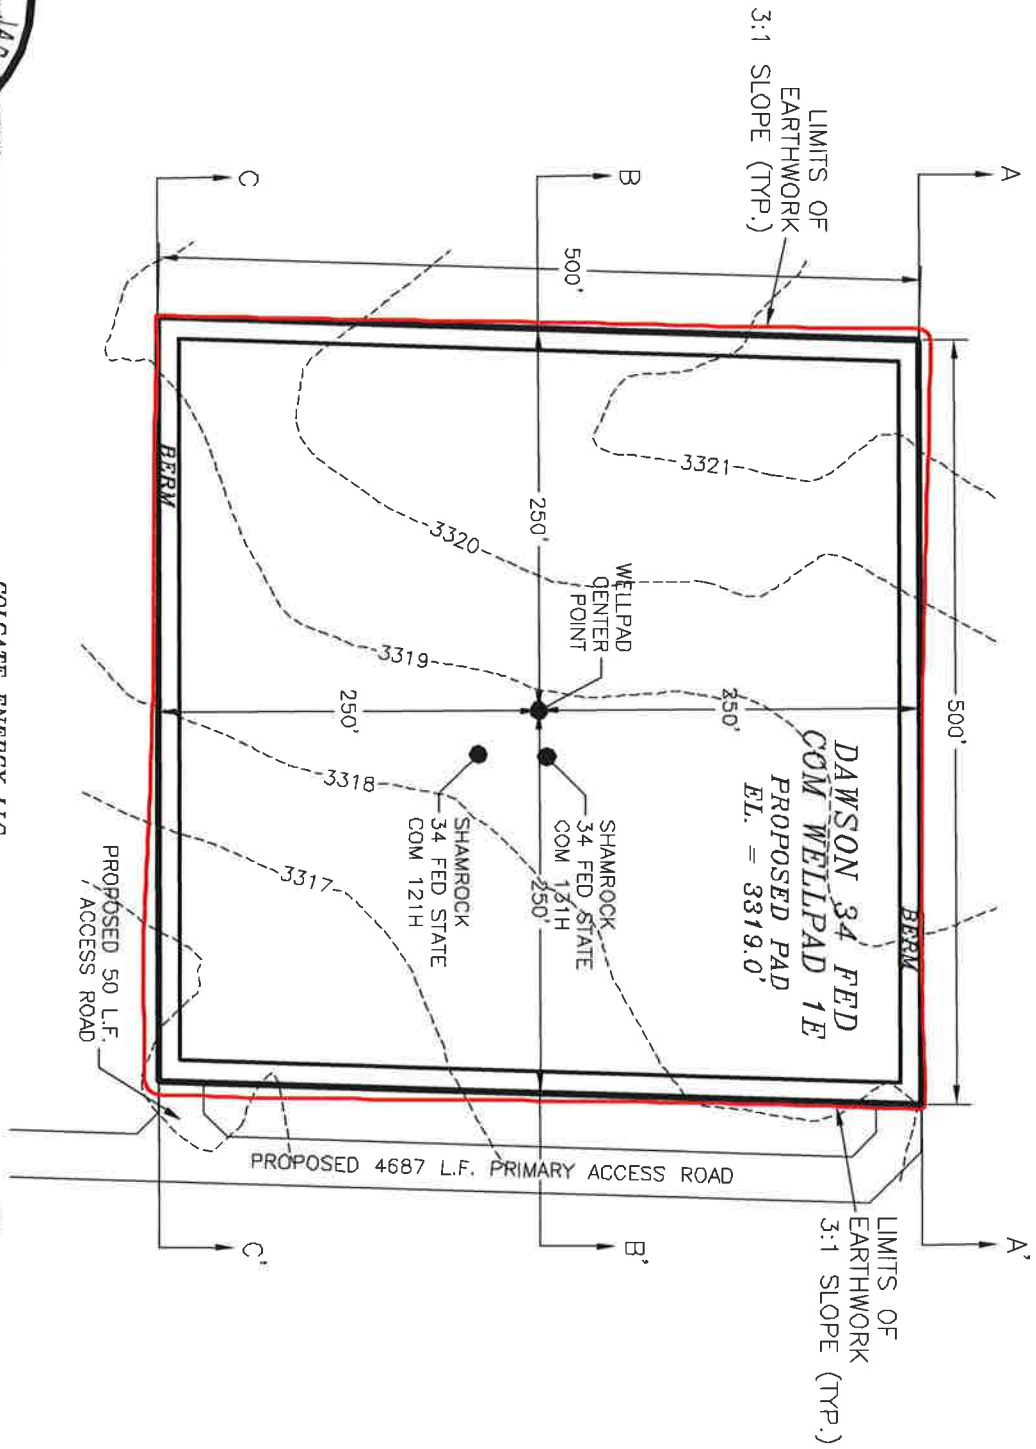 A
A'
LIMITS OF
EARTHWORK
3:1 SLOPE (TYP.)
500'
500'
B
B'
C
C'
3321
3320
3319
3318
3317
250'
250'
250'
250'
WELLPAD
CENTER
POINT
DAWSON 34 FED
COM WELLPAD 1E
PROPOSED PAD
EL. = 3319.0'
BERM
BERM
SHAMROCK
34 FED STATE
COM 131H
SHAMROCK
34 FED STATE
COM 121H
PROPOSED 50 L.F.
ACCESS ROAD
PROPOSED 4687 L.F. PRIMARY ACCESS ROAD
LIMITS OF
EARTHWORK
3:1 SLOPE (TYP.)
COLGATE ENERGY LLC